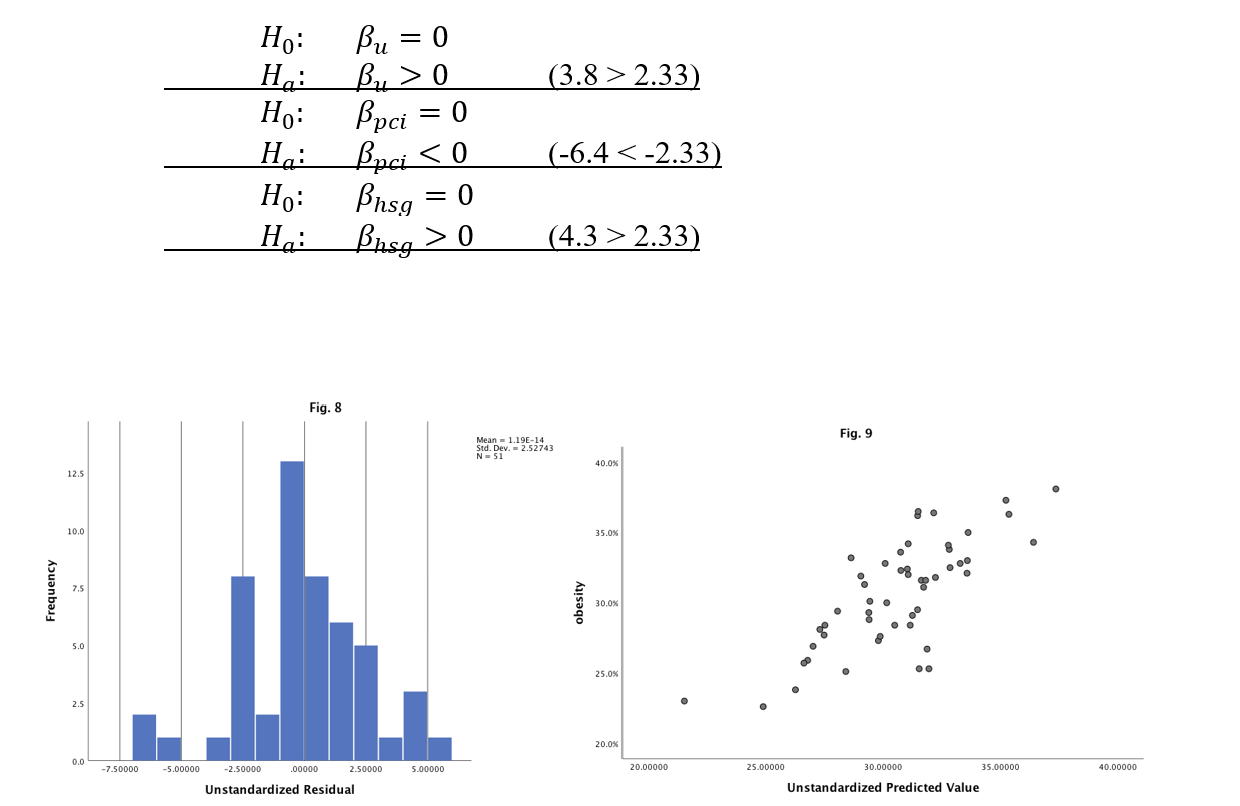 H₀: βᵤ = 0
Hₐ: βᵤ > 0 (3.8 > 2.33)
H₀: β_pci = 0
Hₐ: β_pci < 0 (-6.4 < -2.33)
H₀: β_hsg = 0
Hₐ: β_hsg > 0 (4.3 > 2.33)
Fig. 8
Mean = 1.19E-14
Std. Dev. = 2.52743
N = 51
Frequency
12.5
10.0
7.5
5.0
2.5
0.0
-7.50000 -5.00000 -2.50000 .00000 2.50000 5.00000
Unstandardized Residual
Fig. 9
obesity
40.0%
35.0%
30.0%
25.0%
20.0%
20.00000 25.00000 30.00000 35.00000 40.00000
Unstandardized Predicted Value